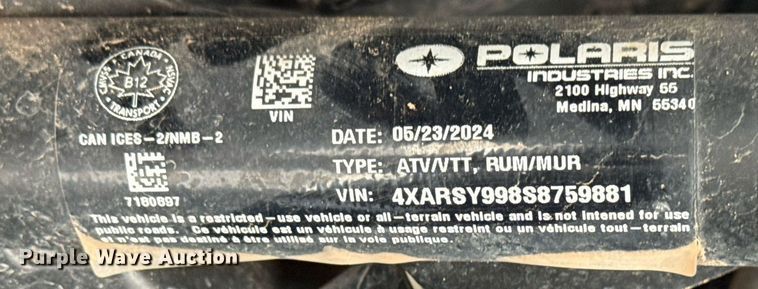 CANADA
B12
TRANSPORT
POLARIS
INDUSTRIES INC.
2100 Highway 55
Medina, MN 55340
VIN
CAN ICES-2/NMB-2
DATE: 05/23/2024
TYPE: ATV/VTT, RUM/MUR
7180897
VIN: 4XARSY998S8759881
This vehicle is a restricted-use vehicle or all-terrain vehicle and is not intened for use
public roads. Ce véhicule est un véhicule à usage restreint ou un véhicule tout-terrain
et n'est pas destiné à être utilisé sur la voie publique.
Purple Wave Auction